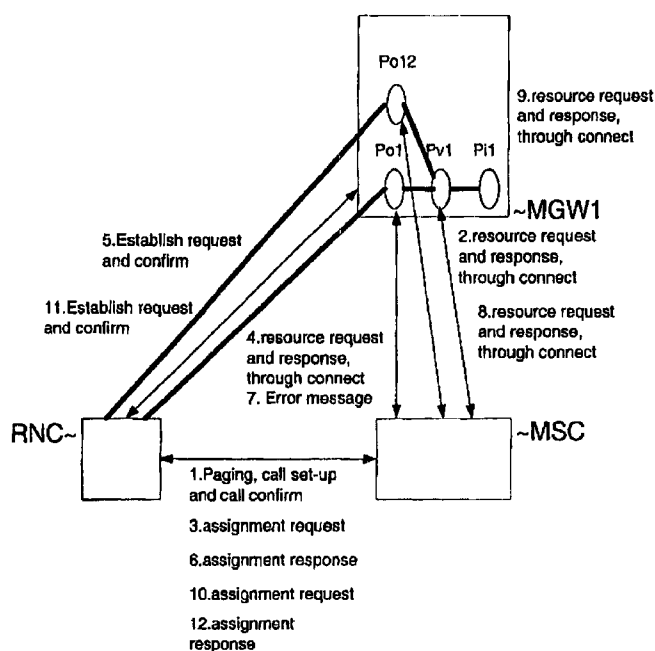 Po12
9.resource request
and response,
through connect
Po1
Pv1
Pi1
~MGW1
5.Establish request
and confirm
2.resource request
and response,
through connect
11.Establish request
and confirm
8.resource request
and response,
through connect
4.resource request
and response,
through connect
7. Error message
RNC~
~MSC
1.Paging, call set-up
and call confirm
3.assignment request
6.assignment response
10.assignment request
12.assignment
response